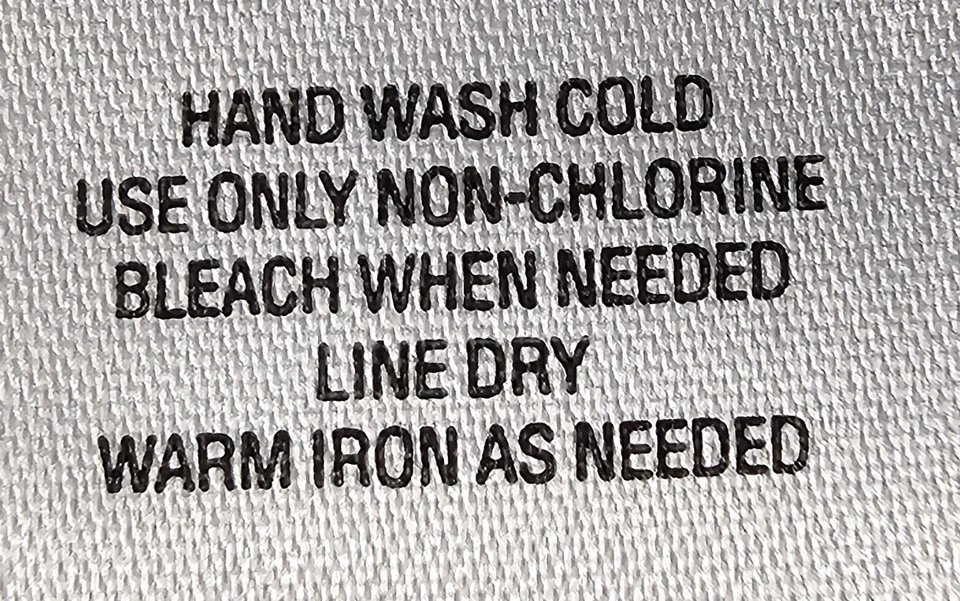 HAND WASH COLD
USE ONLY NON-CHLORINE
BLEACH WHEN NEEDED
LINE DRY
WARM IRON AS NEEDED